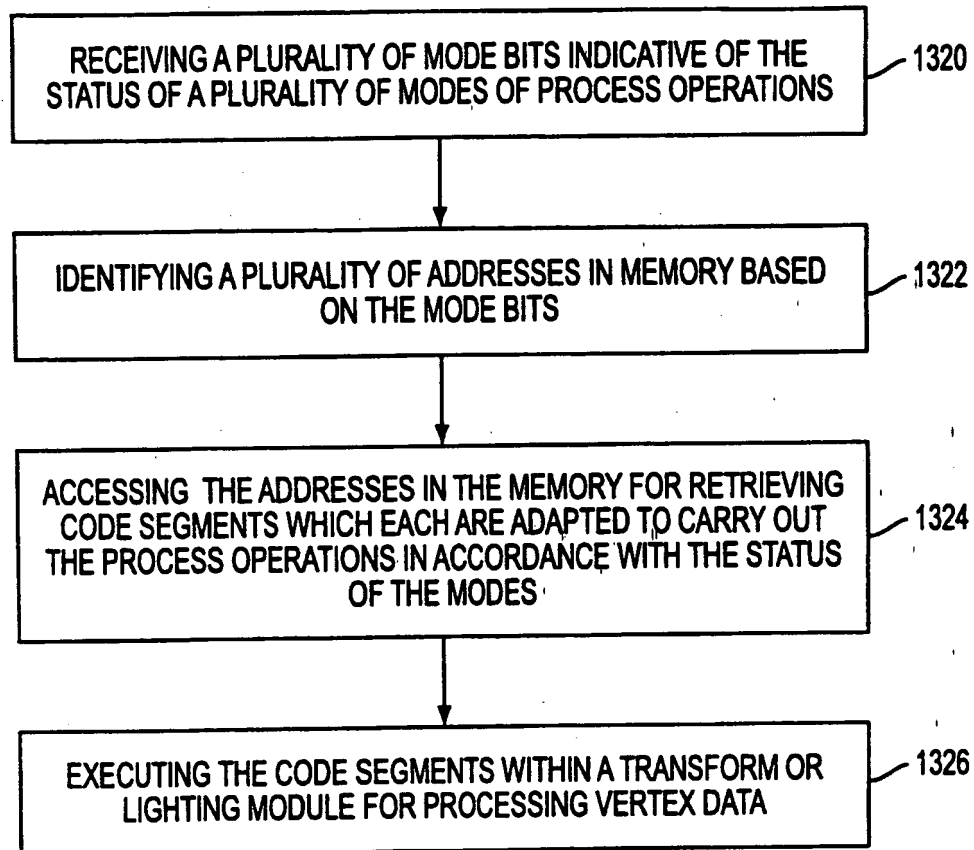 RECEIVING A PLURALITY OF MODE BITS INDICATIVE OF THE
STATUS OF A PLURALITY OF MODES OF PROCESS OPERATIONS
1320
IDENTIFYING A PLURALITY OF ADDRESSES IN MEMORY BASED
ON THE MODE BITS
1322
ACCESSING THE ADDRESSES IN THE MEMORY FOR RETRIEVING
CODE SEGMENTS WHICH EACH ARE ADAPTED TO CARRY OUT
THE PROCESS OPERATIONS IN ACCORDANCE WITH THE STATUS
OF THE MODES
1324
EXECUTING THE CODE SEGMENTS WITHIN A TRANSFORM OR
LIGHTING MODULE FOR PROCESSING VERTEX DATA
1326